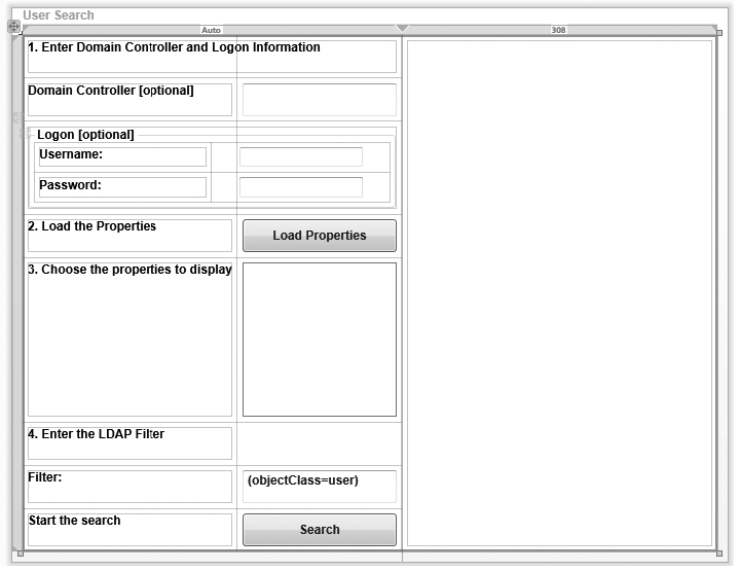 User Search
Auto
308
1. Enter Domain Controller and Logon Information
Domain Controller [optional]
Logon [optional]
Username:
Password:
2. Load the Properties
Load Properties
3. Choose the properties to display
4. Enter the LDAP Filter
Filter:
(objectClass=user)
Start the search
Search